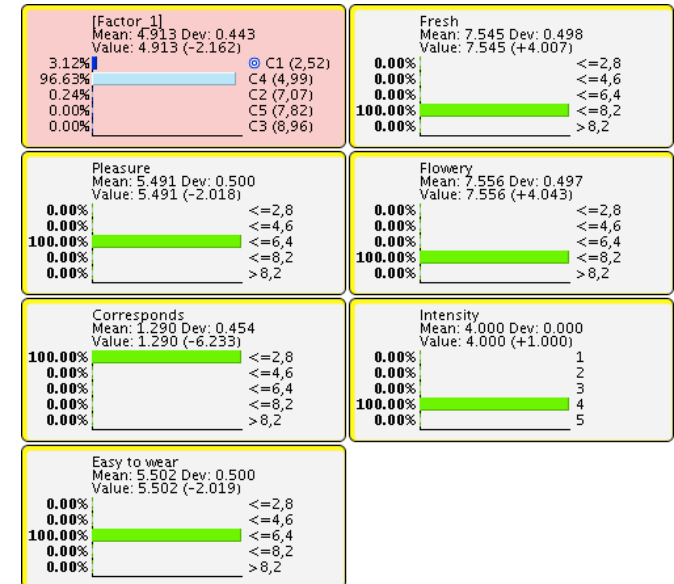 [Factor_1]
Mean: 4.913 Dev: 0.443
Value: 4.913 (-2.162)
3.12% C1 (2,52)
96.63% C4 (4,99)
0.24% C2 (7,07)
0.00% C5 (7,82)
0.00% C3 (8,96)
Fresh
Mean: 7.545 Dev: 0.498
Value: 7.545 (+4.007)
0.00% <=2,8
0.00% <=4,6
0.00% <=6,4
100.00% <=8,2
0.00% >8,2
Pleasure
Mean: 5.491 Dev: 0.500
Value: 5.491 (-2.018)
0.00% <=2,8
0.00% <=4,6
100.00% <=6,4
0.00% <=8,2
0.00% >8,2
Flowery
Mean: 7.556 Dev: 0.497
Value: 7.556 (+4.043)
0.00% <=2,8
0.00% <=4,6
0.00% <=6,4
100.00% <=8,2
0.00% >8,2
Corresponds
Mean: 1.290 Dev: 0.454
Value: 1.290 (-6.233)
100.00% <=2,8
0.00% <=4,6
0.00% <=6,4
0.00% <=8,2
0.00% >8,2
Intensity
Mean: 4.000 Dev: 0.000
Value: 4.000 (+1.000)
0.00% 1
0.00% 2
0.00% 3
100.00% 4
0.00% 5
Easy to wear
Mean: 5.502 Dev: 0.500
Value: 5.502 (-2.019)
0.00% <=2,8
0.00% <=4,6
100.00% <=6,4
0.00% <=8,2
0.00% >8,2